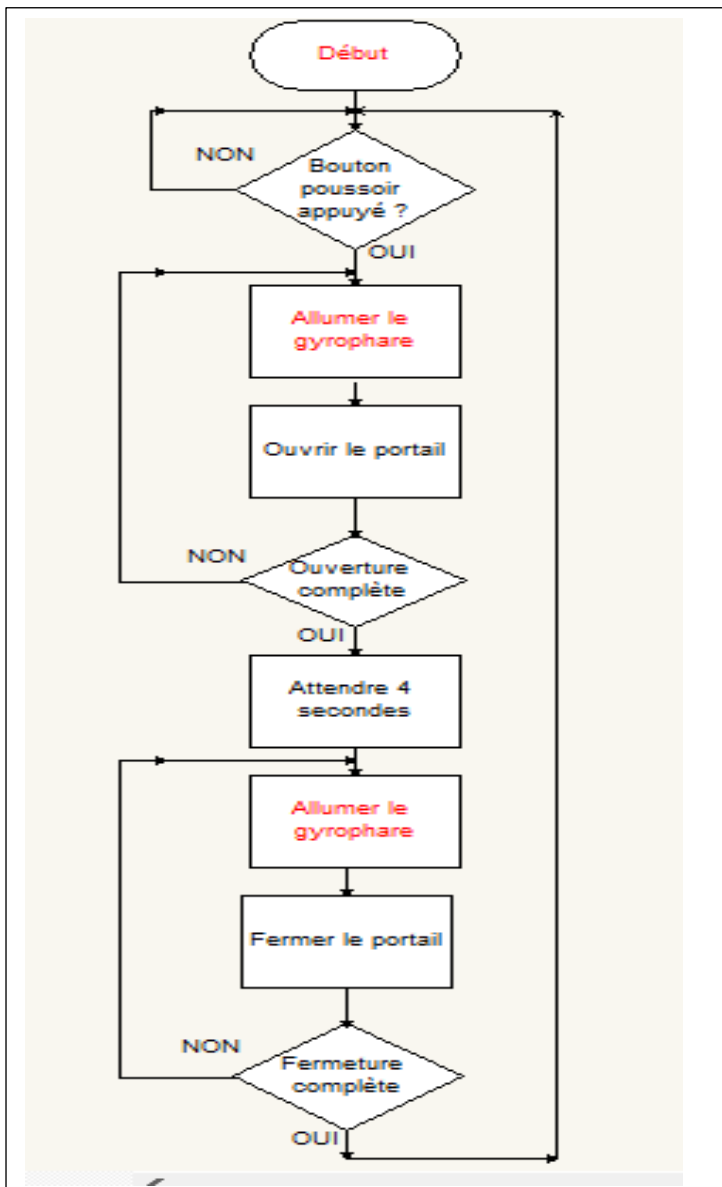 Début
NON
Bouton
poussoir
appuyé ?
OUI
Allumer le
gyrophare
Ouvrir le portail
NON
Ouverture
complète
OUI
Attendre 4
secondes
Allumer le
gyrophare
Fermer le portail
NON
Fermeture
complète
OUI